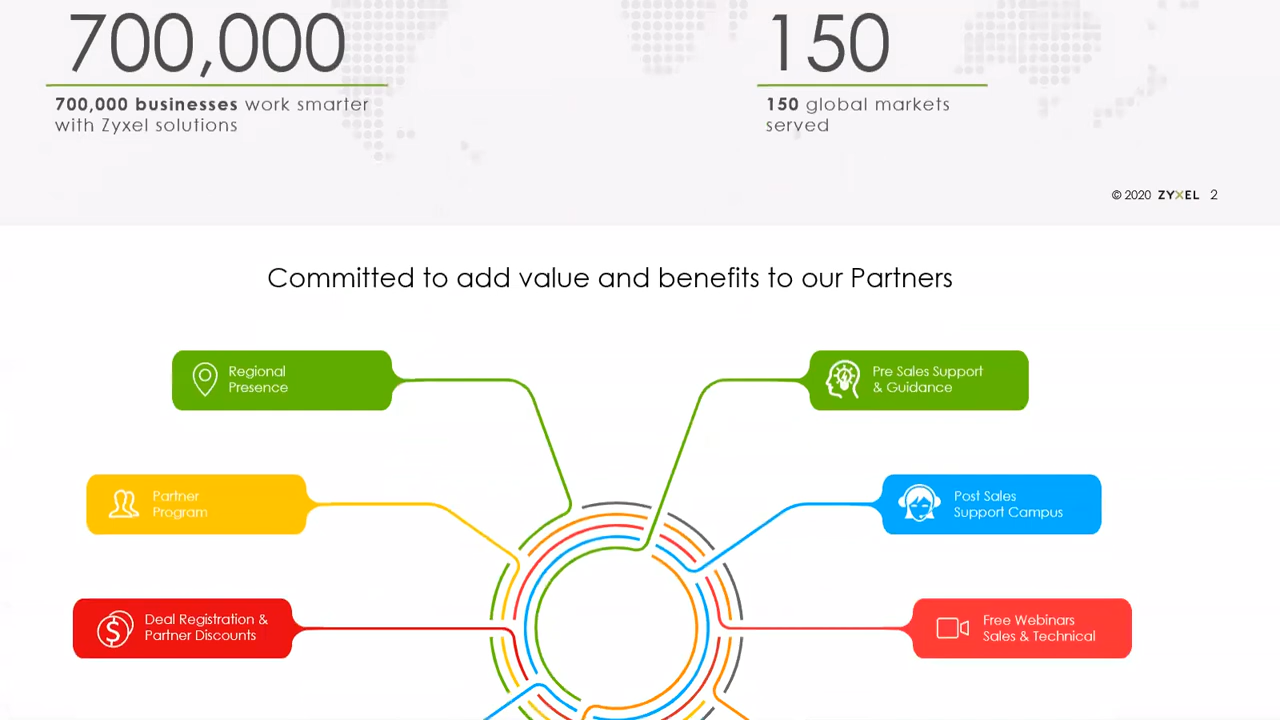 700,000
150
700,000 businesses work smarter
with Zyxel solutions
150 global markets
served
© 2020 ZYXEL 2
Committed to add value and benefits to our Partners
Regional
Presence
Pre Sales Support
& Guidance
Partner
Program
Post Sales
Support Campus
Deal Registration &
Partner Discounts
Free Webinars
Sales & Technical